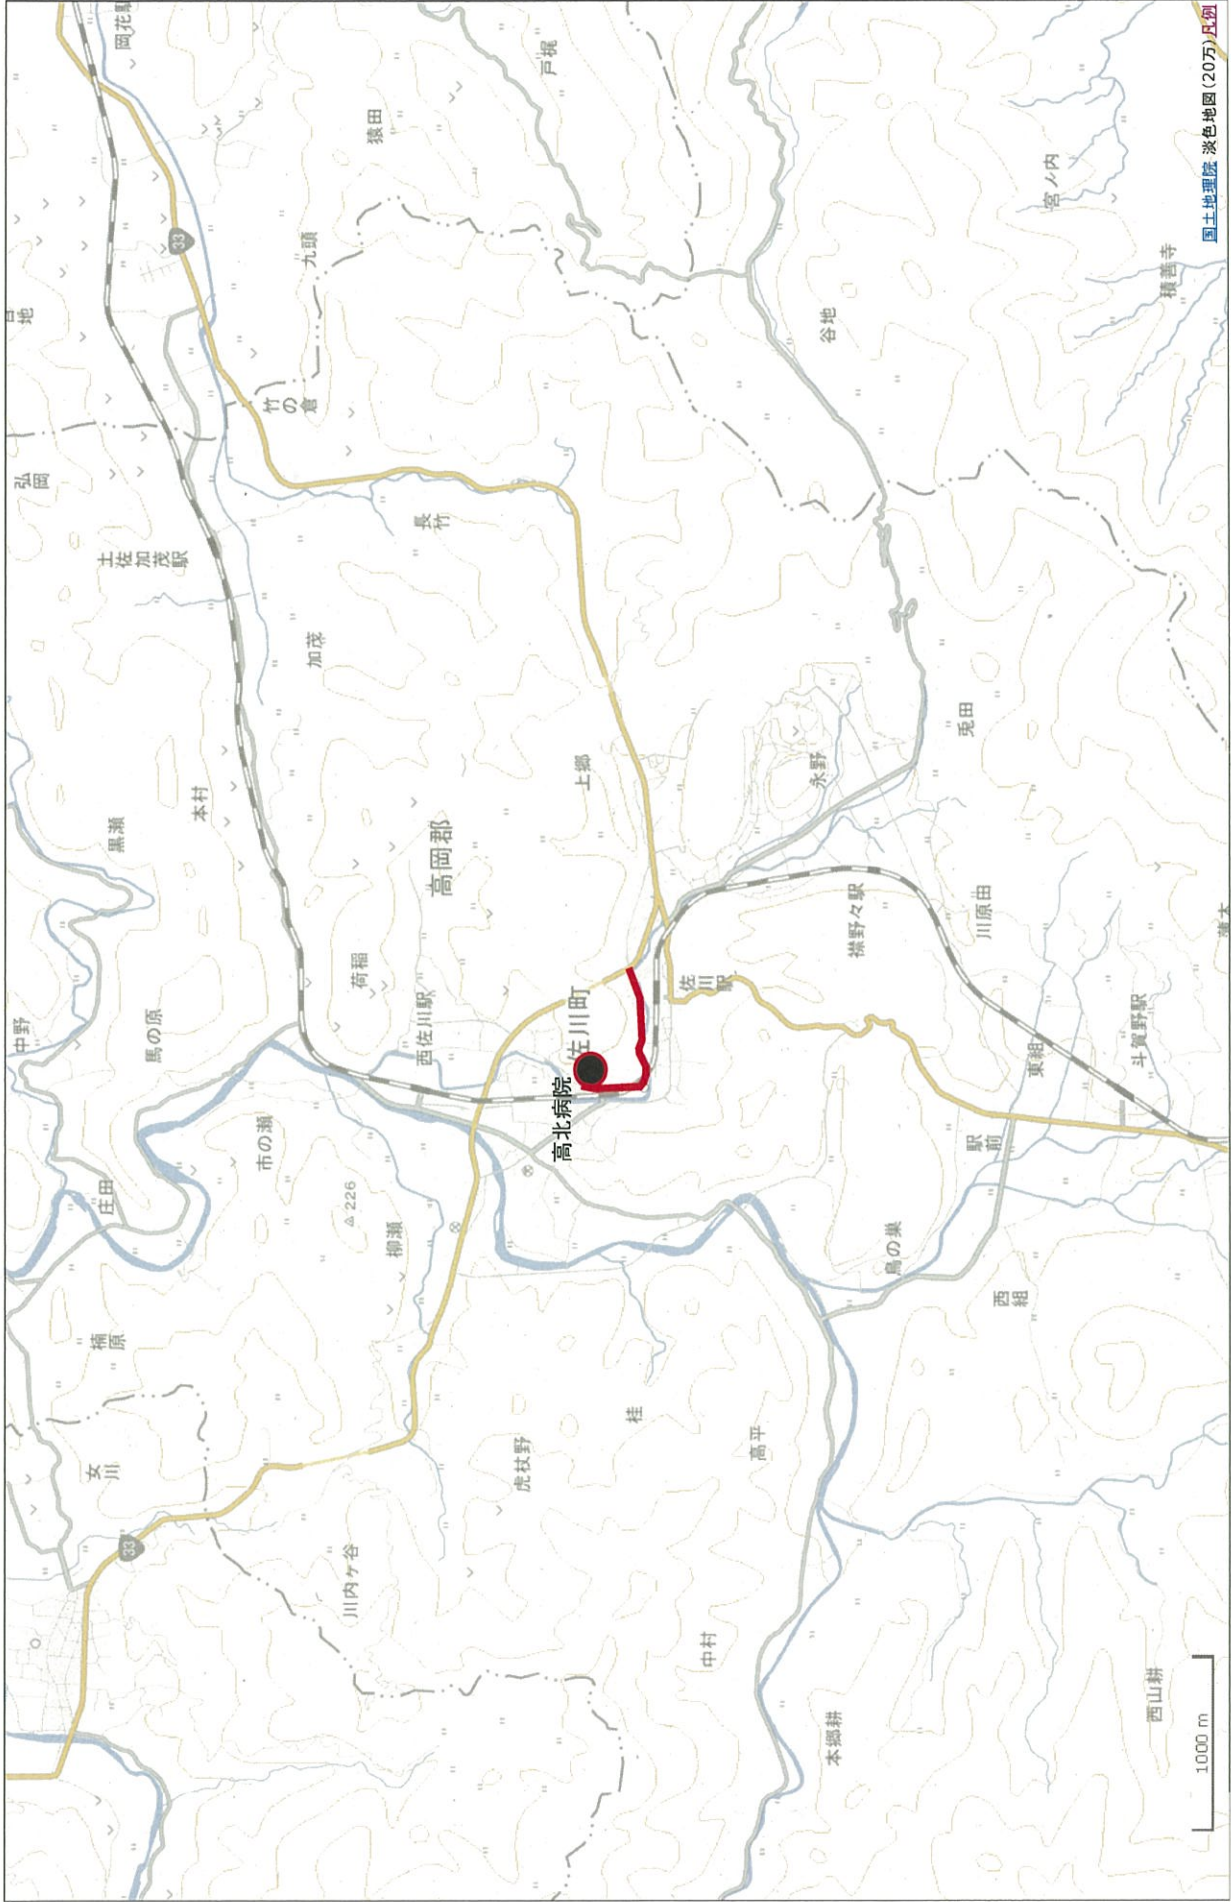 中野
庄田
楠原
女川
33
黒瀬
馬の原
本村
弘岡
土佐加茂駅
岡花駅
33
市の瀬
川内ケ谷
226
荷稲
加茂
竹の倉
九頭
猿田
柳瀬
西佐川駅
高岡郡
長竹
虎杖野
高北病院
佐川町
上郷
戸梶
桂
中村
佐川駅
高平
本郷耕
永野
谷地
襟野々駅
鳥の巣
兎田
川原田
駅前
西組
東組
宮ノ内
斗賀野駅
西山耕
積善寺
1000 m
国土地理院 淡色地図(20万) 凡例